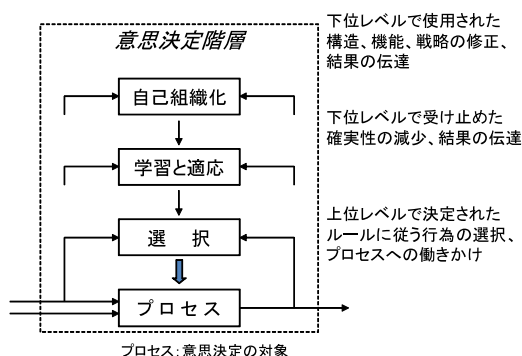 意思決定階層
下位レベルで使用された
構造、機能、戦略の修正、
結果の伝達
自己組織化
下位レベルで受け止めた
確実性の減少、結果の伝達
学習と適応
上位レベルで決定された
ルールに従う行為の選択、
プロセスへの働きかけ
選　択
プロセス
プロセス：意思決定の対象